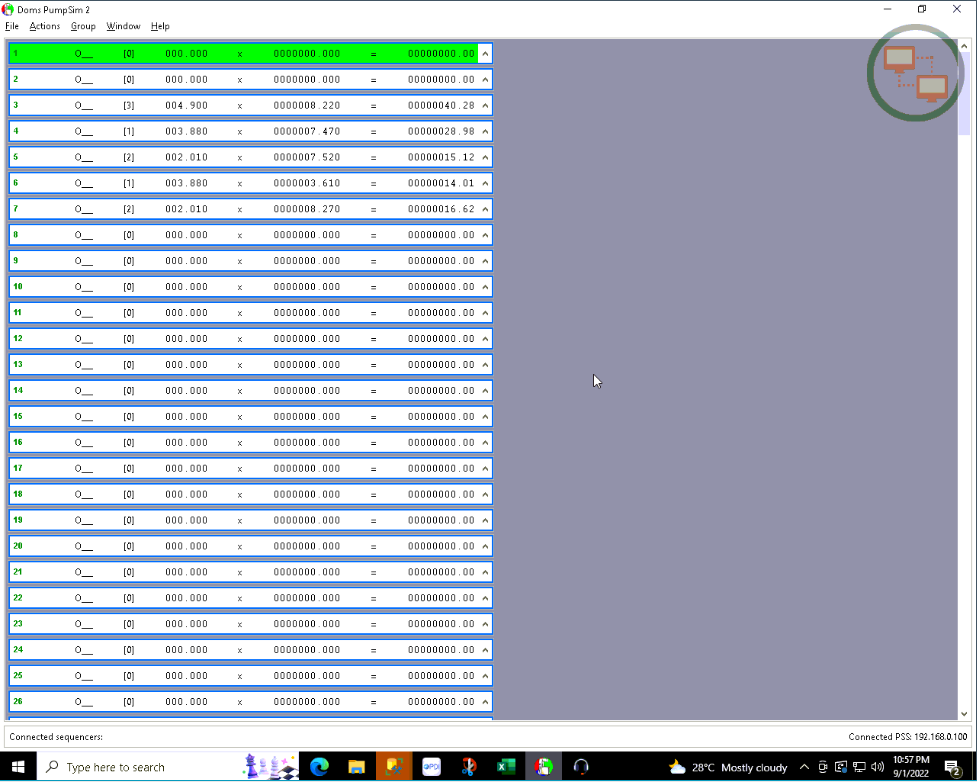 Doms PumpSim 2
File Actions Group Window Help
1 O__ [0] 000.000 x 0000000.000 = 00000000.00
2 O__ [0] 000.000 x 0000000.000 = 00000000.00
3 O__ [3] 004.900 x 0000008.220 = 00000040.28
4 O__ [1] 003.880 x 0000007.470 = 00000028.98
5 O__ [2] 002.010 x 0000007.520 = 00000015.12
6 O__ [1] 003.880 x 0000003.610 = 00000014.01
7 O__ [2] 002.010 x 0000008.270 = 00000016.62
8 O__ [0] 000.000 x 0000000.000 = 00000000.00
9 O__ [0] 000.000 x 0000000.000 = 00000000.00
10 O__ [0] 000.000 x 0000000.000 = 00000000.00
11 O__ [0] 000.000 x 0000000.000 = 00000000.00
12 O__ [0] 000.000 x 0000000.000 = 00000000.00
13 O__ [0] 000.000 x 0000000.000 = 00000000.00
14 O__ [0] 000.000 x 0000000.000 = 00000000.00
15 O__ [0] 000.000 x 0000000.000 = 00000000.00
16 O__ [0] 000.000 x 0000000.000 = 00000000.00
17 O__ [0] 000.000 x 0000000.000 = 00000000.00
18 O__ [0] 000.000 x 0000000.000 = 00000000.00
19 O__ [0] 000.000 x 0000000.000 = 00000000.00
20 O__ [0] 000.000 x 0000000.000 = 00000000.00
21 O__ [0] 000.000 x 0000000.000 = 00000000.00
22 O__ [0] 000.000 x 0000000.000 = 00000000.00
23 O__ [0] 000.000 x 0000000.000 = 00000000.00
24 O__ [0] 000.000 x 0000000.000 = 00000000.00
25 O__ [0] 000.000 x 0000000.000 = 00000000.00
26 O__ [0] 000.000 x 0000000.000 = 00000000.00
Connected sequencers: Connected PSS: 192.168.0.100
Type here to search 28°C Mostly cloudy 10:57 PM
9/1/2022 2